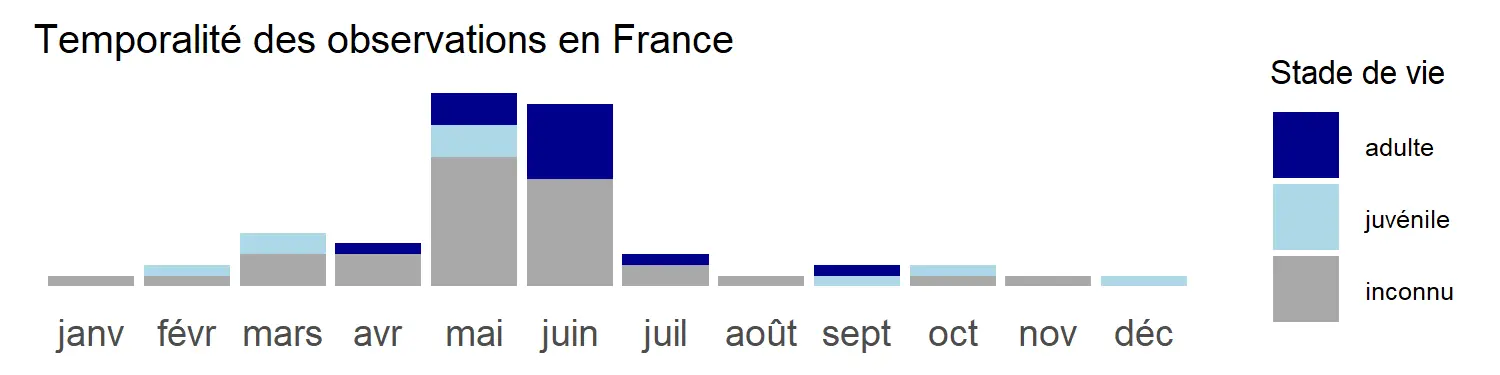 Temporalité des observations en France
Stade de vie
adulte
juvénile
inconnu
janv févr mars avr mai juin juil août sept oct nov déc